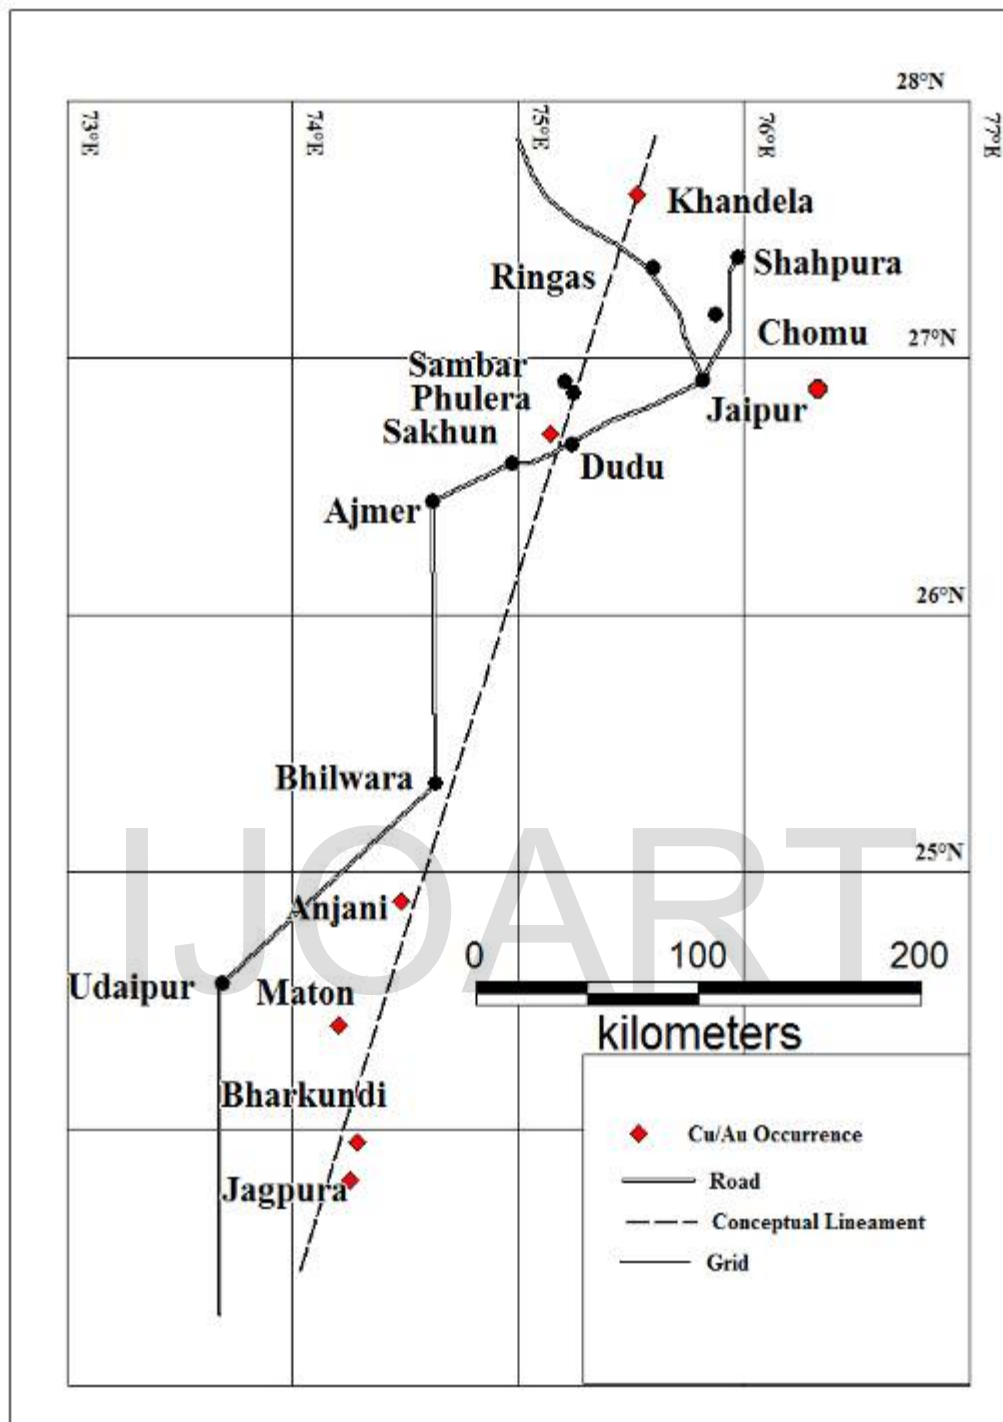 28°N
73°E
74°E
75°E
76°E
77°E
Khandela
Shahpura
Ringas
Chomu
27°N
Sambar
Phulera
Jaipur
Sakhun
Dudu
Ajmer
26°N
Bhilwara
IJOART
25°N
Anjani
0 100 200
Udaipur
Maton
kilometers
Bharkundi
Cu/Au Occurrence
Jagpura
Road
Conceptual Lineament
Grid